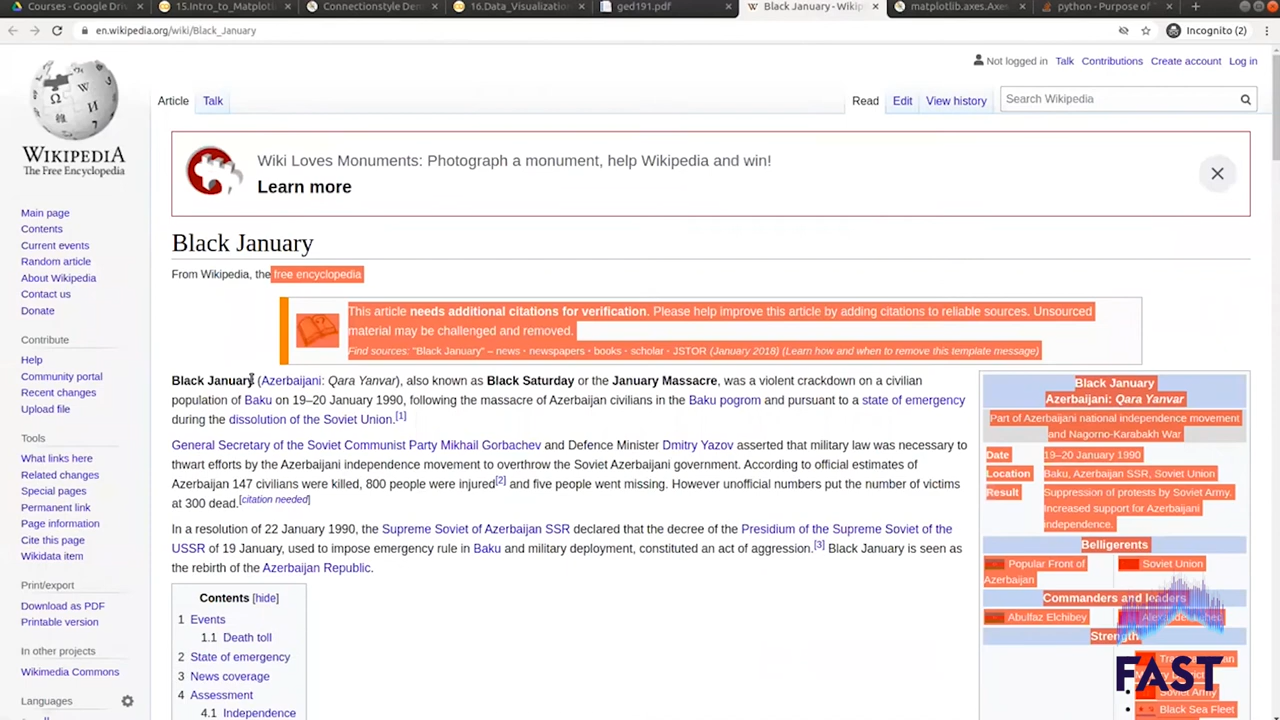 Courses - Google Driv
15.Intro_to_Matplotl
Connectionstyle Dem
16.Data_Visualization
ged191.pdf
Black January - Wikip
matplotlib.axes.Axes
python - Purpose of "
en.wikipedia.org/wiki/Black_January
Incognito (2)
Not logged in Talk Contributions Create account Log in
Article Talk
Read Edit View history
Search Wikipedia
WIKIPEDIA
The Free Encyclopedia
Wiki Loves Monuments: Photograph a monument, help Wikipedia and win!
Learn more
Main page
Contents
Current events
Random article
About Wikipedia
Contact us
Donate
Contribute
Help
Community portal
Recent changes
Upload file
Tools
What links here
Related changes
Special pages
Permanent link
Page information
Cite this page
Wikidata item
Print/export
Download as PDF
Printable version
In other projects
Wikimedia Commons
Languages
Black January
From Wikipedia, the free encyclopedia
This article needs additional citations for verification. Please help improve this article by adding citations to reliable sources. Unsourced
material may be challenged and removed.
Find sources: "Black January" – news · newspapers · books · scholar · JSTOR (January 2018) (Learn how and when to remove this template message)
Black January (Azerbaijani: Qara Yanvar), also known as Black Saturday or the January Massacre, was a violent crackdown on a civilian
population of Baku on 19–20 January 1990, following the massacre of Azerbaijan civilians in the Baku pogrom and pursuant to a state of emergency
during the dissolution of the Soviet Union.[1]
General Secretary of the Soviet Communist Party Mikhail Gorbachev and Defence Minister Dmitry Yazov asserted that military law was necessary to
thwart efforts by the Azerbaijani independence movement to overthrow the Soviet Azerbaijani government. According to official estimates of
Azerbaijan 147 civilians were killed, 800 people were injured[2] and five people went missing. However unofficial numbers put the number of victims
at 300 dead.[citation needed]
In a resolution of 22 January 1990, the Supreme Soviet of Azerbaijan SSR declared that the decree of the Presidium of the Supreme Soviet of the
USSR of 19 January, used to impose emergency rule in Baku and military deployment, constituted an act of aggression.[3] Black January is seen as
the rebirth of the Azerbaijan Republic.
Contents [hide]
1 Events
1.1 Death toll
2 State of emergency
3 News coverage
4 Assessment
4.1 Independence
Black January
Azerbaijani: Qara Yanvar
Part of Azerbaijani national independence movement
and Nagorno-Karabakh War
Date 19–20 January 1990
Location Baku, Azerbaijan SSR, Soviet Union
Result Suppression of protests by Soviet Army.
Increased support for Azerbaijani
independence.
Belligerents
Popular Front of
Azerbaijan
Soviet Union
Commanders and leaders
Abulfaz Elchibey
Strength
Soviet Army
Black Sea Fleet
FAST